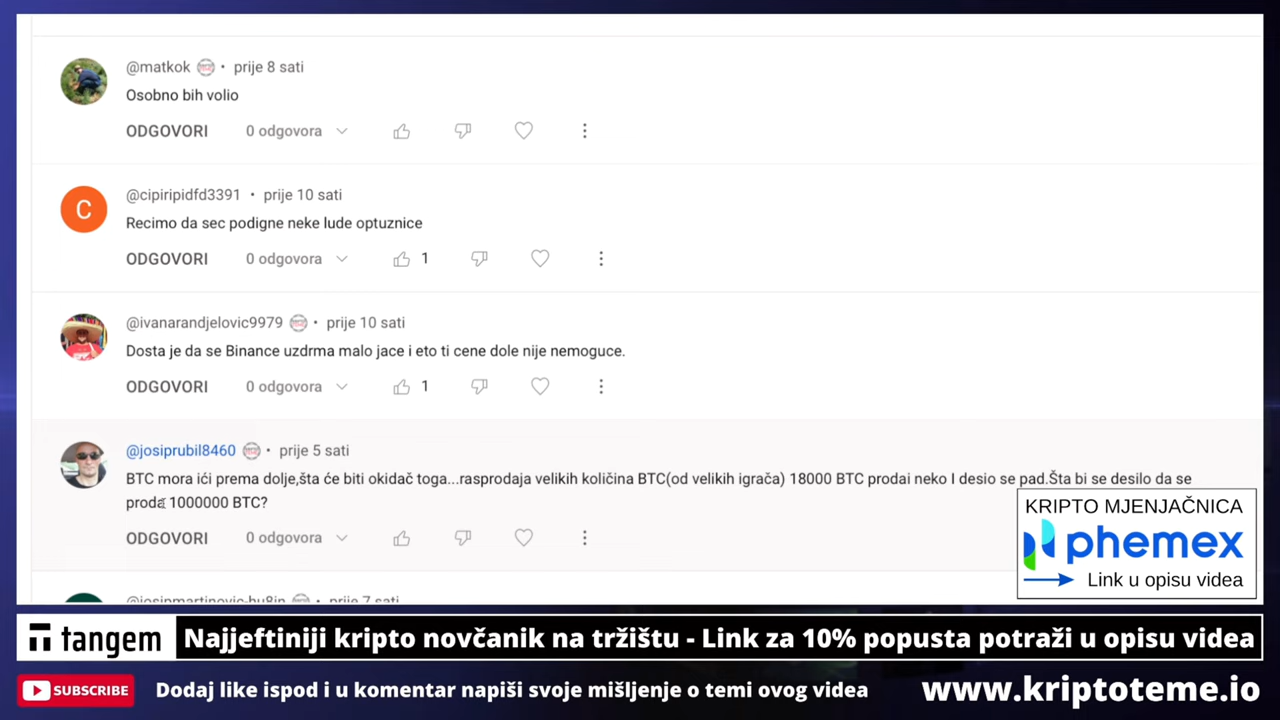 @matkok • prije 8 sati
Osobno bih volio
ODGOVORI 0 odgovora
@cipiripidfd3391 • prije 10 sati
C
Recimo da sec podigne neke lude optuznice
ODGOVORI 0 odgovora 1
@ivanarandjelovic9979 • prije 10 sati
Dosta je da se Binance uzdrma malo jace i eto ti cene dole nije nemoguce.
ODGOVORI 0 odgovora 1
@josiprubil8460 • prije 5 sati
BTC mora ići prema dolje,šta će biti okidač toga...rasprodaja velikih količina BTC(od velikih igrača) 18000 BTC prodai neko I desio se pad.Šta bi se desilo da se
proda 1000000 BTC?
ODGOVORI 0 odgovora
KRIPTO MJENJAČNICA
phemex
Link u opisu videa
@josipmartinovic-hu8in • prije 7 sati
tangem Najjeftiniji kripto novčanik na tržištu - Link za 10% popusta potraži u opisu videa
SUBSCRIBE Dodaj like ispod i u komentar napiši svoje mišljenje o temi ovog videa www.kriptoteme.io